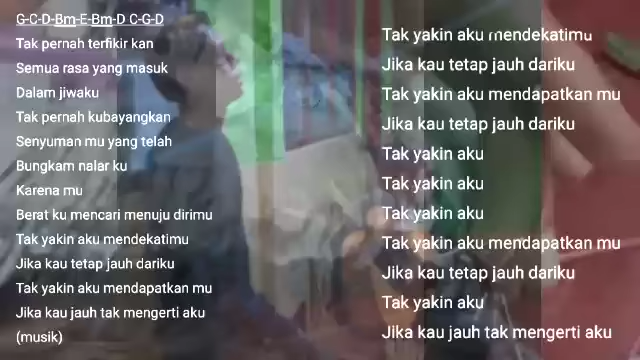 G-C-D-Bm-E-Bm-D C-G-D
Tak pernah terfikir kan
Semua rasa yang masuk
Dalam jiwaku
Tak pernah kubayangkan
Senyuman mu yang telah
Bungkam nalar ku
Karena mu
Berat ku mencari menuju dirimu
Tak yakin aku mendekatimu
Jika kau tetap jauh dariku
Tak yakin aku mendapatkan mu
Jika kau jauh tak mengerti aku
(musik)
Tak yakin aku mendekatimu
Jika kau tetap jauh dariku
Tak yakin aku mendapatkan mu
Jika kau tetap jauh dariku
Tak yakin aku
Tak yakin aku
Tak yakin aku
Tak yakin aku mendapatkan mu
Jika kau tetap jauh dariku
Tak yakin aku
Jika kau jauh tak mengerti aku